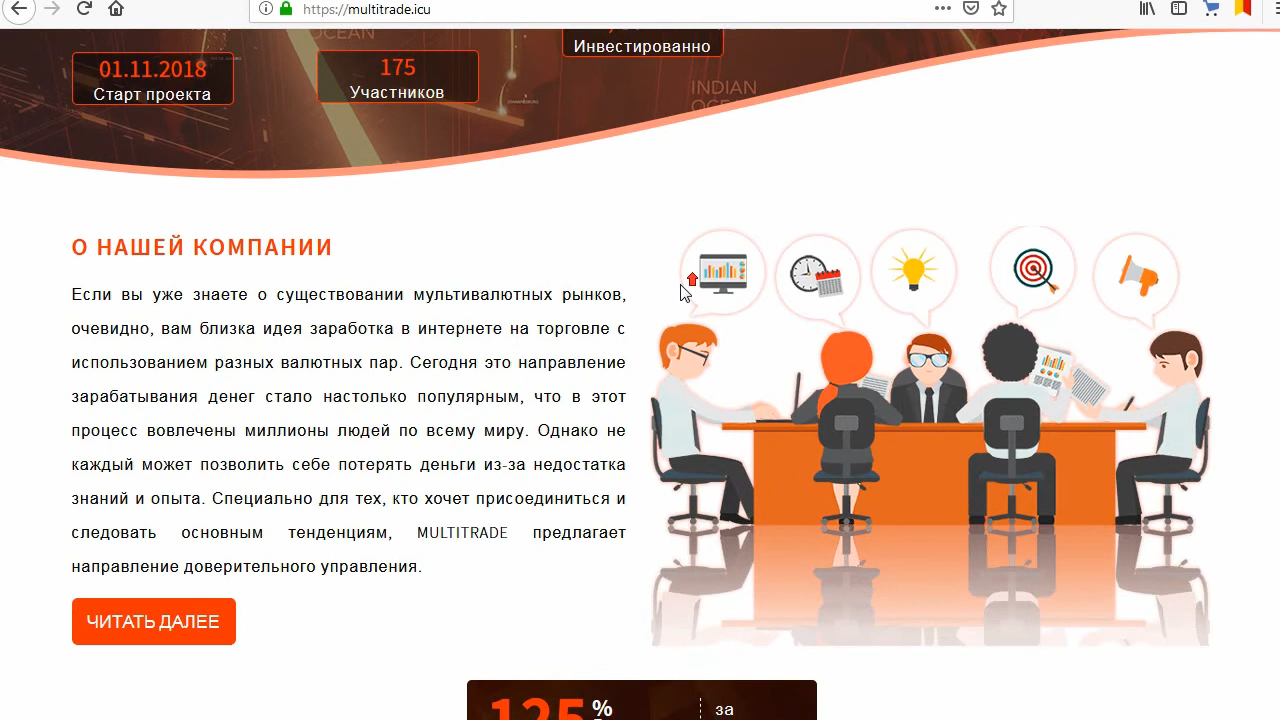 https://multitrade.icu
OCEAN
Инвестированно
01.11.2018
Старт проекта
175
Участников
INDIAN
О НАШЕЙ КОМПАНИИ
Если вы уже знаете о существовании мультивалютных рынков,
очевидно, вам близка идея заработка в интернете на торговле с
использованием разных валютных пар. Сегодня это направление
зарабатывания денег стало настолько популярным, что в этот
процесс вовлечены миллионы людей по всему миру. Однако не
каждый может позволить себе потерять деньги из-за недостатка
знаний и опыта. Специально для тех, кто хочет присоединиться и
следовать основным тенденциям, MULTITRADE предлагает
направление доверительного управления.
ЧИТАТЬ ДАЛЕЕ
125 %
за